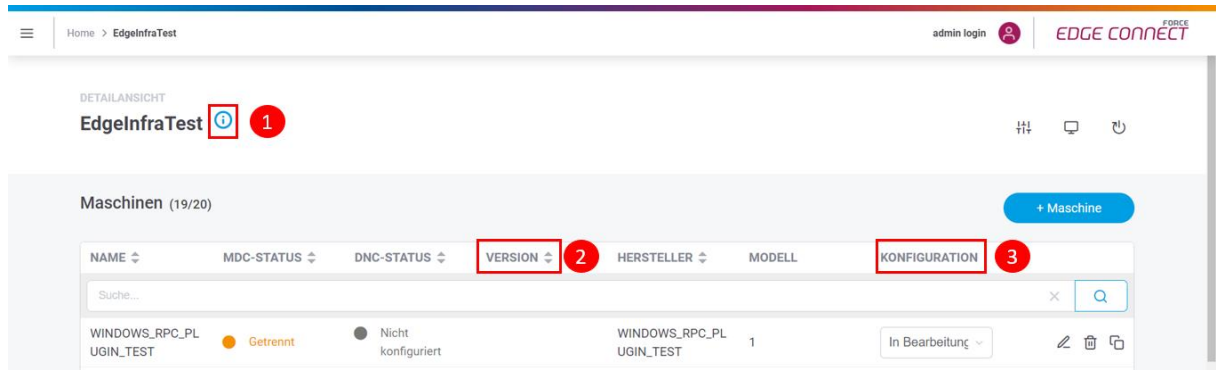 Home > EdgeInfraTest
admin login
FORCE
EDGE CONNECT
DETAILANSICHT
EdgeInfraTest
1
Maschinen (19/20)
+ Maschine
NAME MDC-STATUS DNC-STATUS VERSION 2 HERSTELLER MODELL KONFIGURATION 3
Suche...
WINDOWS_RPC_PL Nicht WINDOWS_RPC_PL
Getrennt 1 In Bearbeitung
UGIN_TEST konfiguriert UGIN_TEST